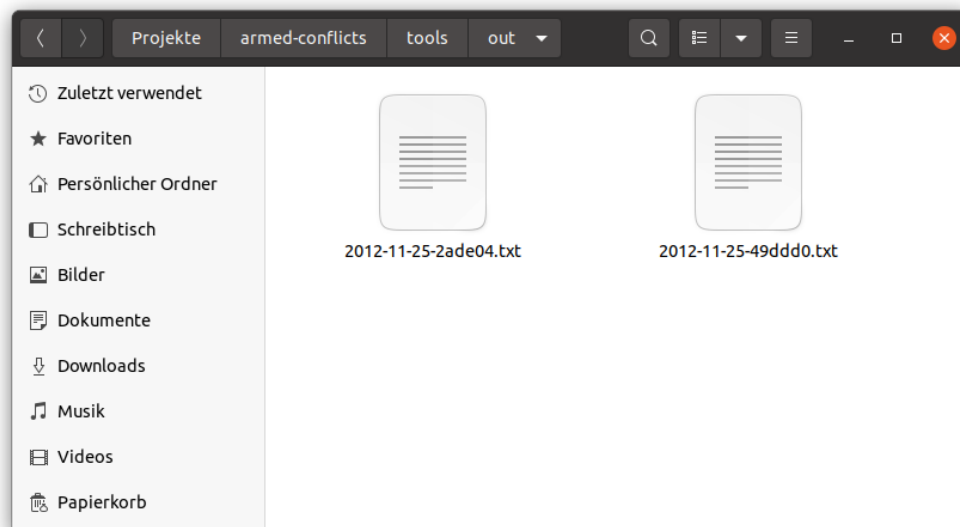 Projekte armed-conflicts tools out
Zuletzt verwendet
Favoriten
Persönlicher Ordner
Schreibtisch
Bilder
Dokumente
Downloads
Musik
Videos
Papierkorb
2012-11-25-2ade04.txt 2012-11-25-49ddd0.txt